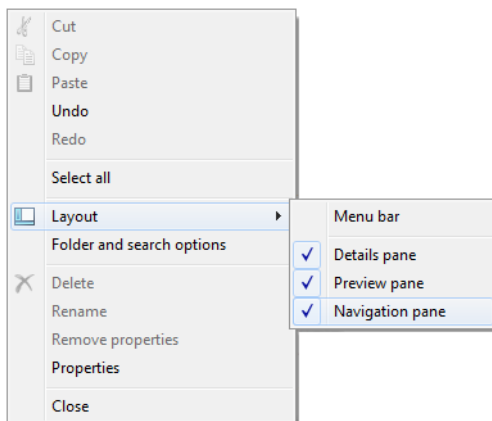 Cut
Copy
Paste
Undo
Redo
Select all
Layout
Folder and search options
Delete
Rename
Remove properties
Properties
Close
Menu bar
Details pane
Preview pane
Navigation pane